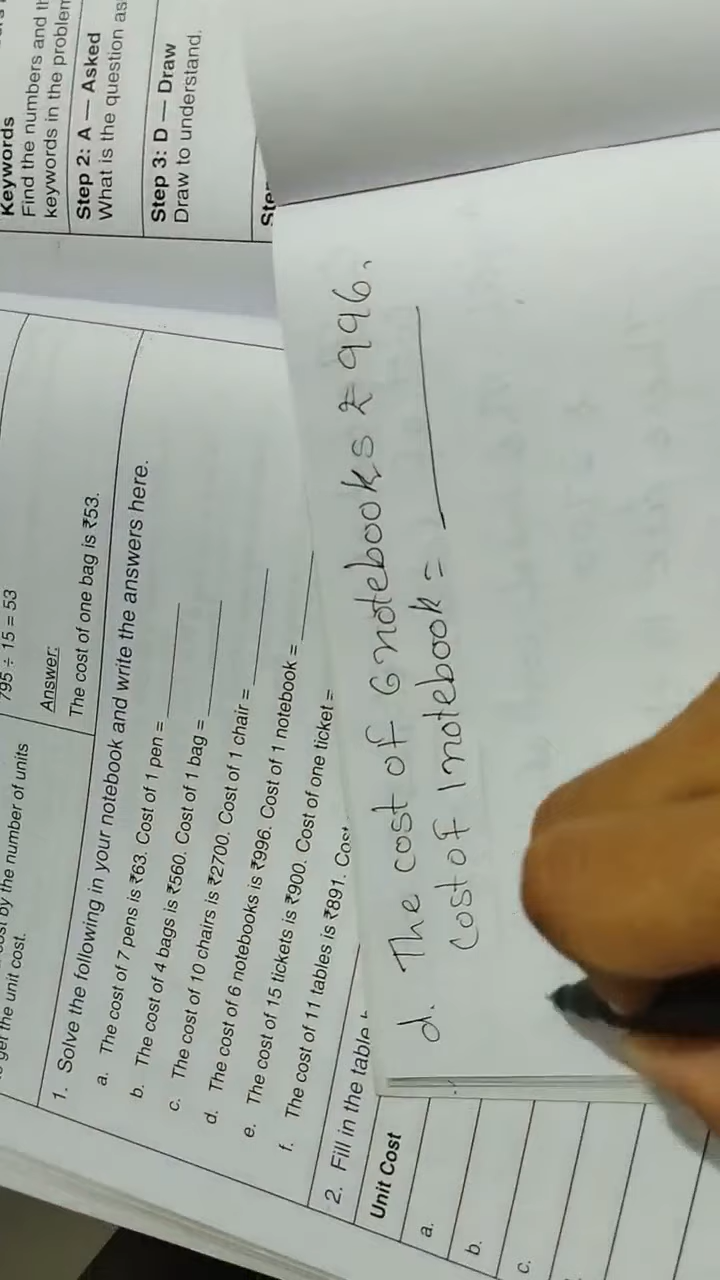 Keywords
Find the numbers and
keywords in the problem
Step 2: A — Asked
What is the question
Step 3: D — Draw
Draw to understand.
by the number of units
get the unit cost.
795 ÷ 15 = 53
Answer:
The cost of one bag is ₹53.
1. Solve the following in your notebook and write the answers here.
a. The cost of 7 pens is ₹63. Cost of 1 pen =
b. The cost of 4 bags is ₹560. Cost of 1 bag =
c. The cost of 10 chairs is ₹2700. Cost of 1 chair =
d. The cost of 6 notebooks is ₹996. Cost of 1 notebook =
e. The cost of 15 tickets is ₹900. Cost of one ticket =
f. The cost of 11 tables is ₹891.
2. Fill in the table
Unit Cost
a.
b.
c.
d. The cost of 6 notebooks ₹ 996.
Cost of 1 notebook =